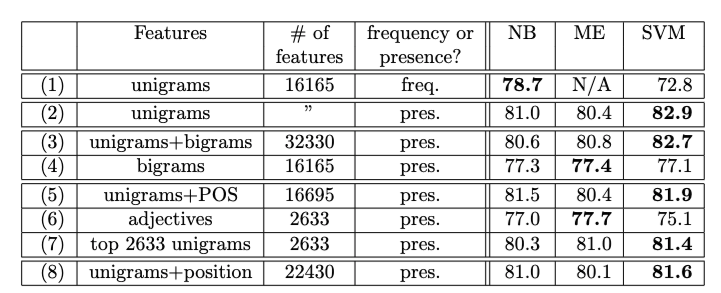 Features # of features frequency or presence? NB ME SVM
(1) unigrams 16165 freq. 78.7 N/A 72.8
(2) unigrams ” pres. 81.0 80.4 82.9
(3) unigrams+bigrams 32330 pres. 80.6 80.8 82.7
(4) bigrams 16165 pres. 77.3 77.4 77.1
(5) unigrams+POS 16695 pres. 81.5 80.4 81.9
(6) adjectives 2633 pres. 77.0 77.7 75.1
(7) top 2633 unigrams 2633 pres. 80.3 81.0 81.4
(8) unigrams+position 22430 pres. 81.0 80.1 81.6